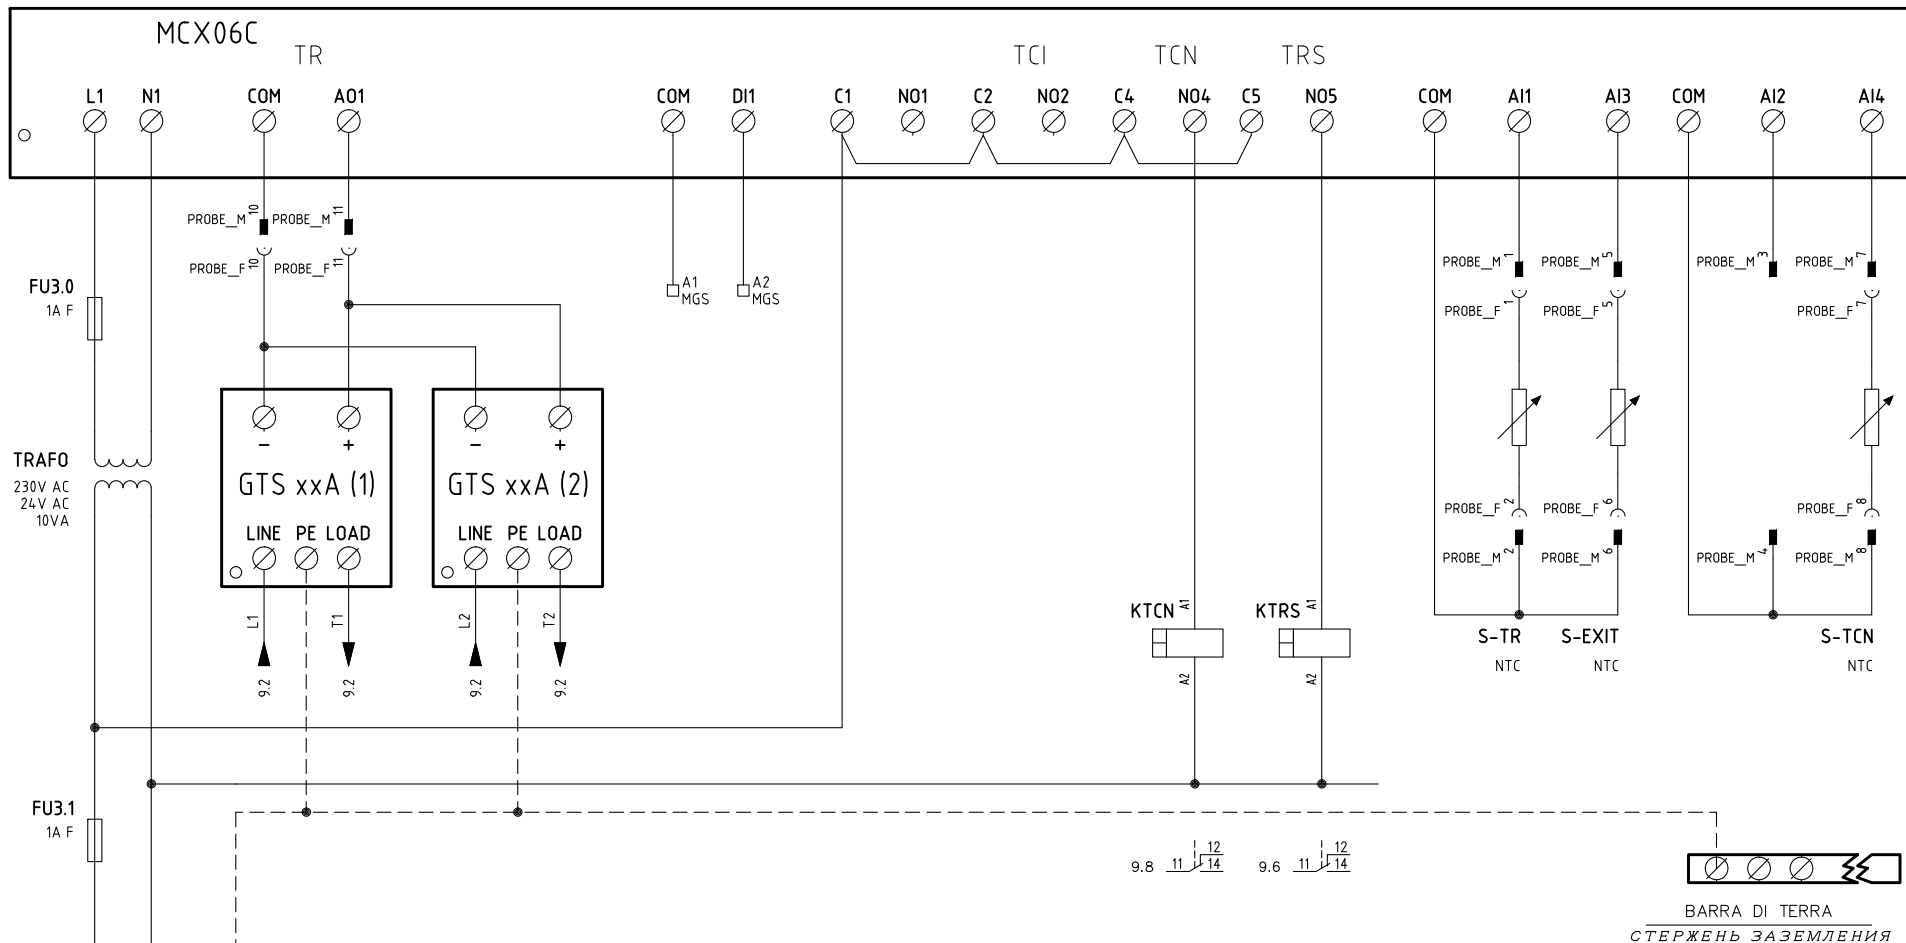 MCX06C
TR
TCI
TCN
TRS
L1 N1 COM AO1 COM DI1 C1 NO1 C2 NO2 C4 NO4 C5 NO5 COM AI1 AI3 COM AI2 AI4
PROBE_M 10 PROBE_M 11
PROBE_F 10 PROBE_F 11
PROBE_M 1 PROBE_M 5 PROBE_M 3 PROBE_M 7
PROBE_F 1 PROBE_F 5 PROBE_F 7
A1
MGS
A2
MGS
FU3.0
1A F
- + - +
TRAFO
230V AC
24V AC
10VA
GTS xxA (1)
GTS xxA (2)
LINE PE LOAD
LINE PE LOAD
PROBE_F 2 PROBE_F 6 PROBE_F 8
PROBE_M 2 PROBE_M 6 PROBE_M 4 PROBE_M 8
L1 T1 L2 T2
9.2 9.2 9.2 9.2
KTCN A1
A2
KTRS A1
A2
S-TR
NTC
S-EXIT
NTC
S-TCN
NTC
FU3.1
1A F
9.8 11 12
14
9.6 11 12
14
BARRA DI TERRA
СТЕРЖЕНЬ ЗАЗЕМЛЕНИЯ